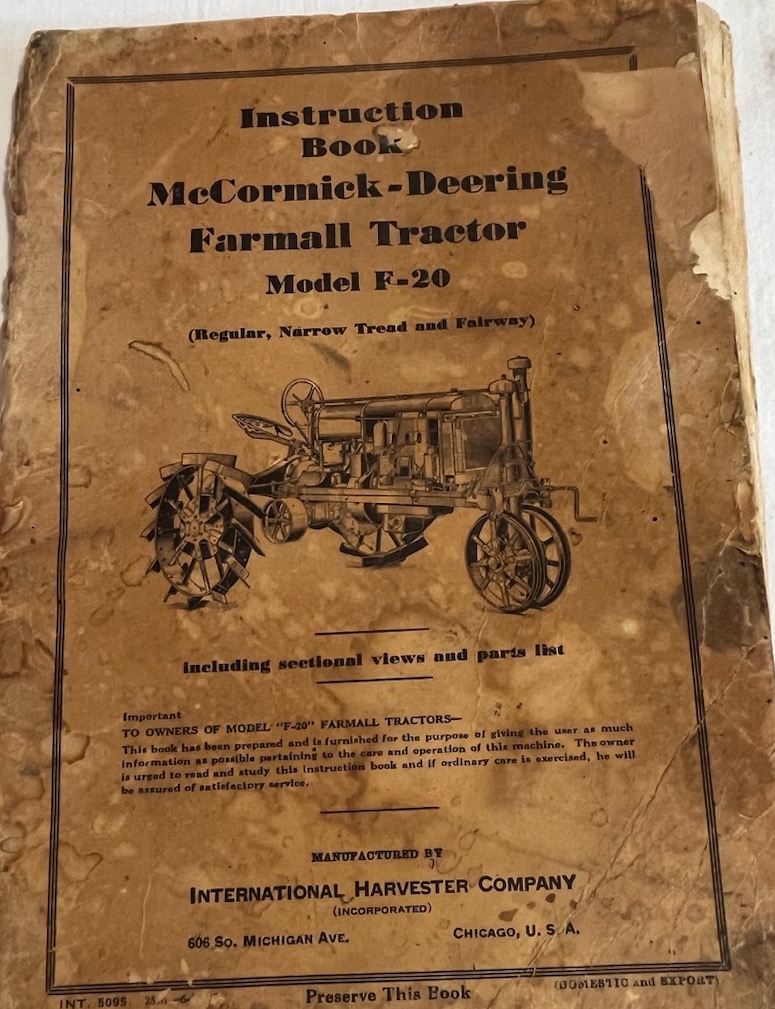 Instruction
Book
McCormick-Deering
Farmall Tractor
Model F-20
(Regular, Narrow Tread and Fairway)
including sectional views and parts list
Important
TO OWNERS OF MODEL "F-20" FARMALL TRACTORS—
This book has been prepared and is furnished for the purpose of giving the user as much
information as possible pertaining to the care and operation of this machine. The owner
is urged to read and study this instruction book and if ordinary care is exercised, he will
be assured of satisfactory service.
MANUFACTURED BY
INTERNATIONAL HARVESTER COMPANY
(INCORPORATED)
606 SO. MICHIGAN AVE. CHICAGO, U. S. A.
(DOMESTIC and EXPORT)
INT. 5095. Preserve This Book